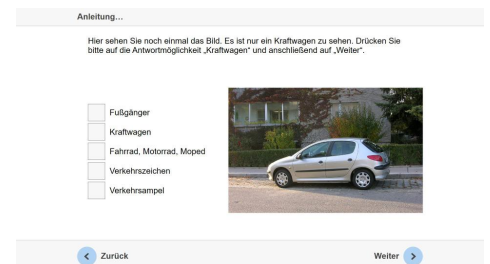 Anleitung...
Hier sehen Sie noch einmal das Bild. Es ist nur ein Kraftwagen zu sehen. Drücken Sie
bitte auf die Antwortmöglichkeit „Kraftwagen“ und anschließend auf „Weiter“.
Fußgänger
Kraftwagen
Fahrrad, Motorrad, Moped
Verkehrszeichen
Verkehrsampel
Zurück
Weiter